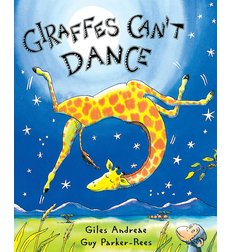 GIRAFFES CAN'T
DANCE
Giles Andreae
Guy Parker-Rees